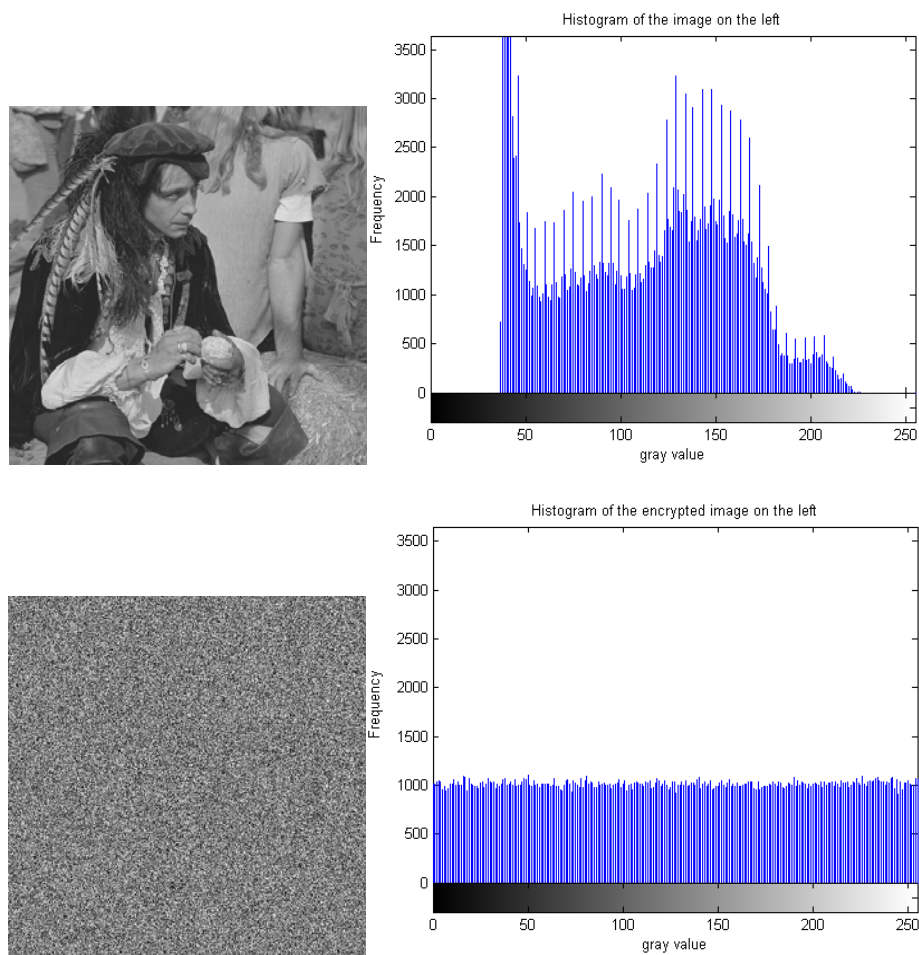 Histogram of the image on the left
3500
3000
2500
2000
1500
1000
500
0
Frequency
0 50 100 150 200 250
gray value
Histogram of the encrypted image on the left
3500
3000
2500
2000
1500
1000
500
0
Frequency
0 50 100 150 200 250
gray value